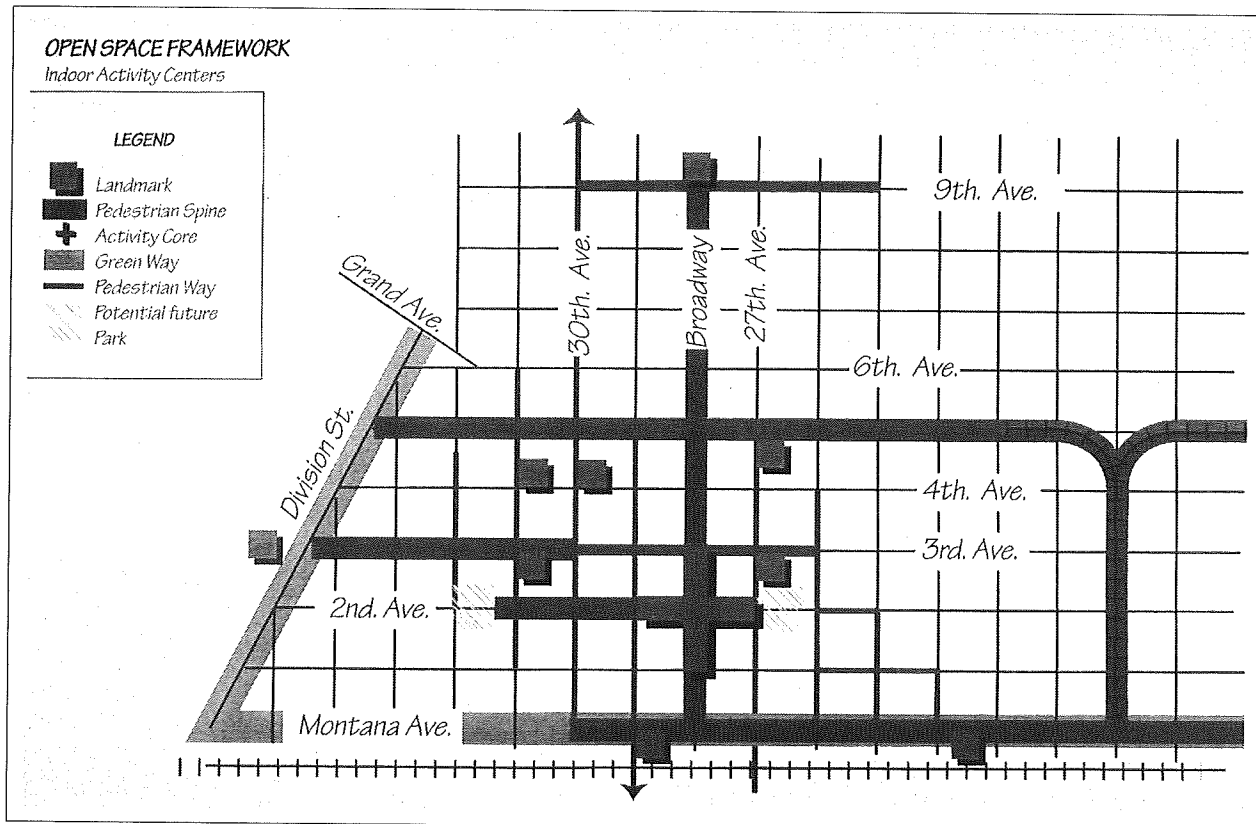 OPEN SPACE FRAMEWORK
Indoor Activity Centers
LEGEND
Landmark
Pedestrian Spine
Activity Core
Green Way
Pedestrian Way
Potential future
Park
9th. Ave.
Grand Ave.
30th. Ave.
Broadway
27th. Ave.
6th. Ave.
Division St.
4th. Ave.
3rd. Ave.
2nd. Ave.
Montana Ave.